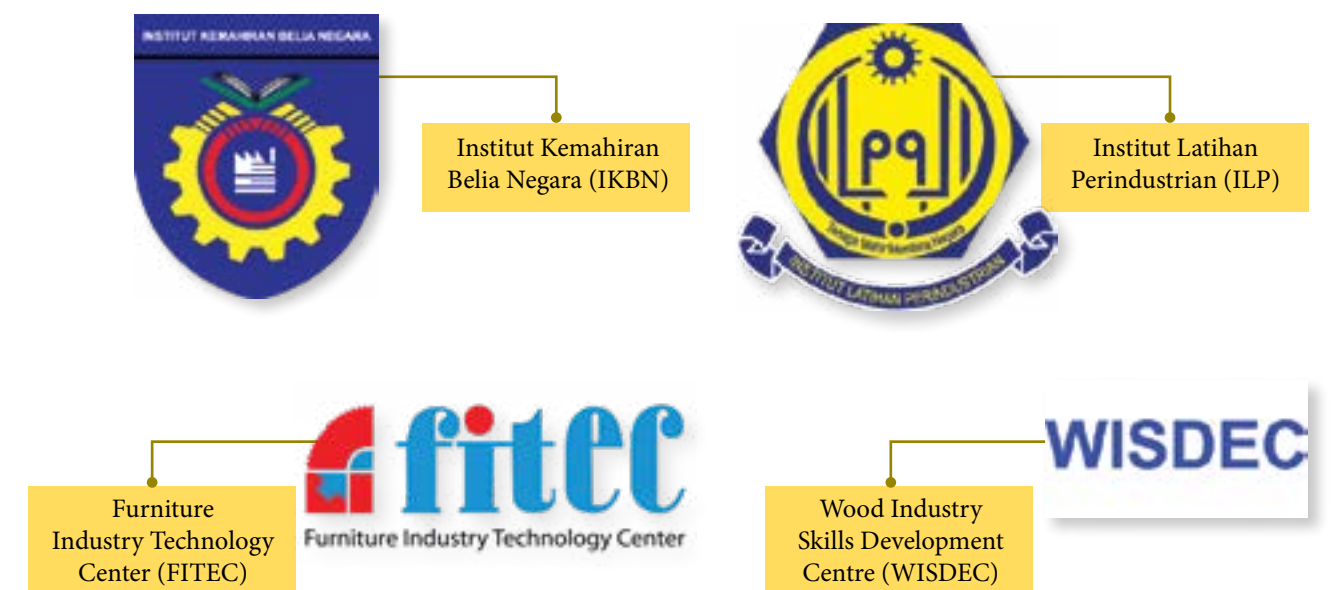 INSTITUT KEMAHIRAN BELIA NEGARA
Institut Kemahiran
Belia Negara (IKBN)
INSTITUT LATIHAN PERINDUSTRIAN
Institut Latihan
Perindustrian (ILP)
fitec
Furniture Industry Technology Center
Furniture
Industry Technology
Center (FITEC)
WISDEC
Wood Industry
Skills Development
Centre (WISDEC)